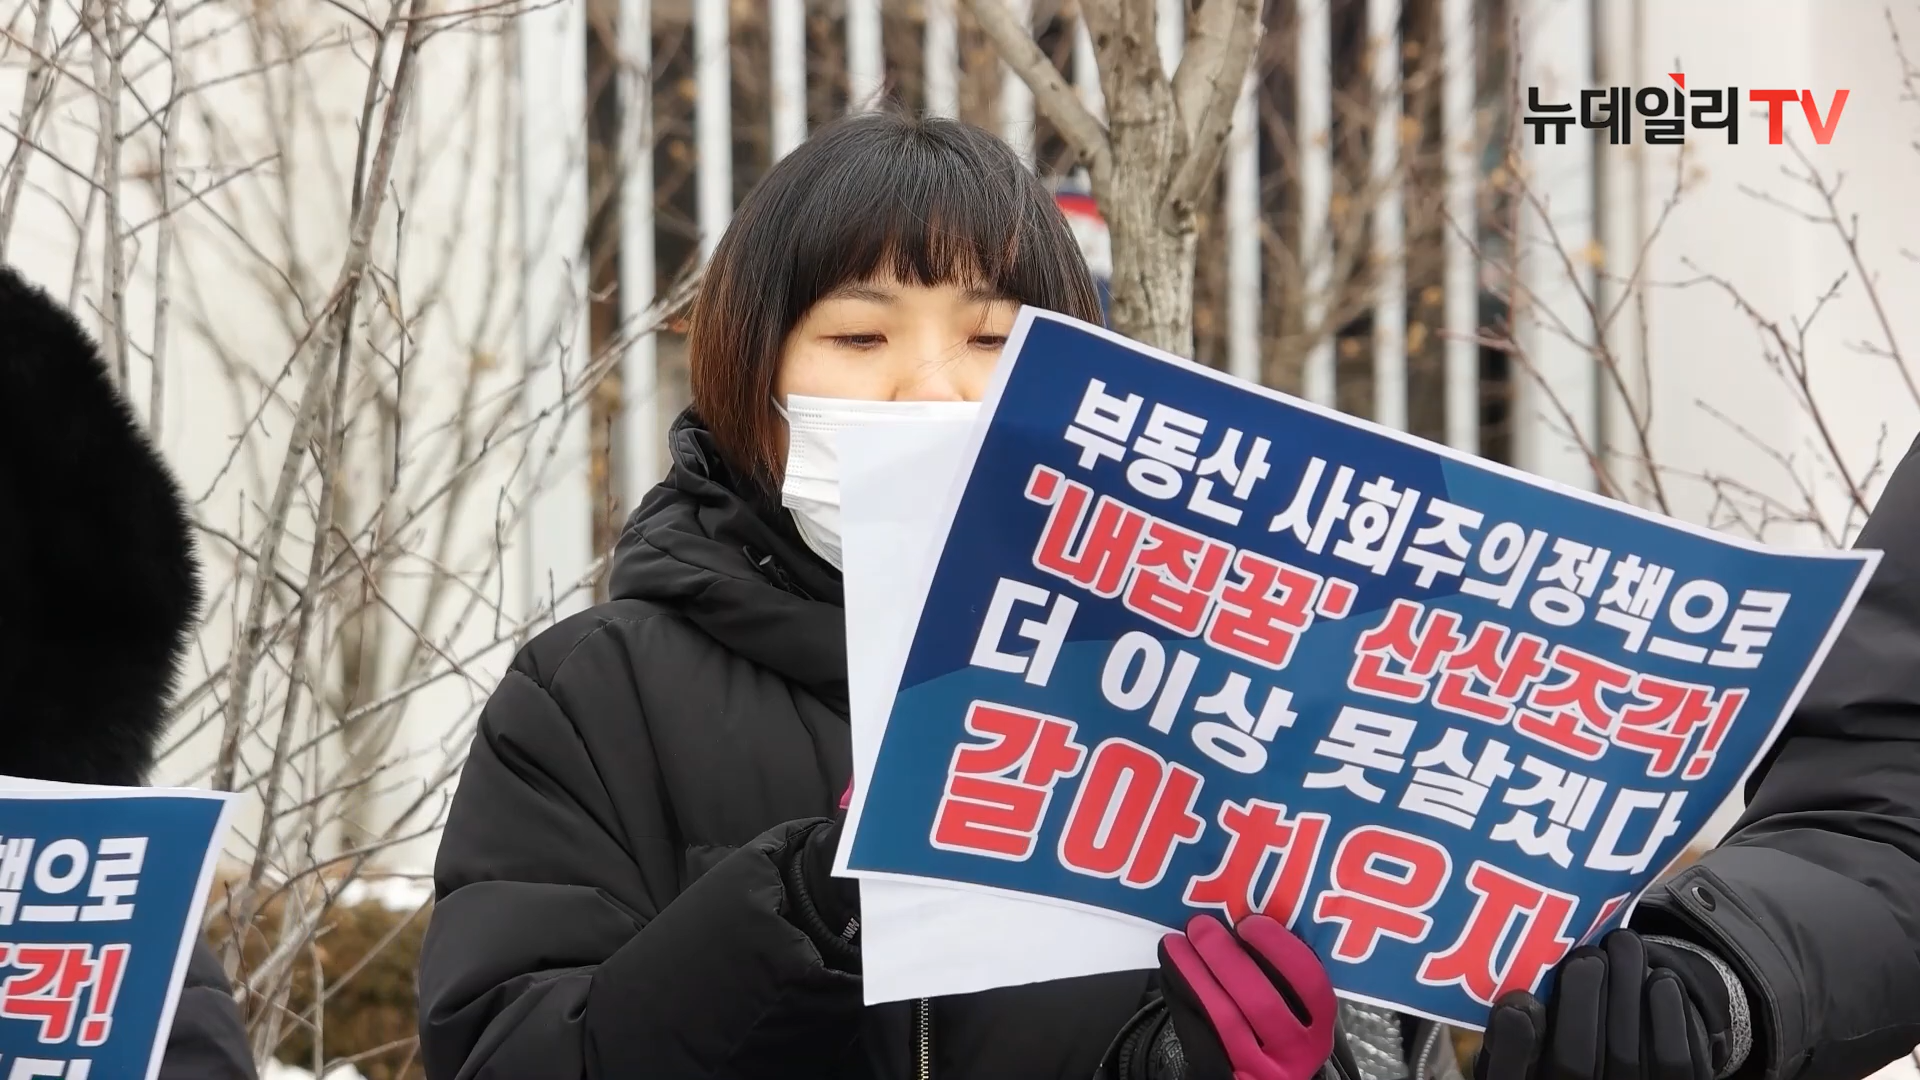 뉴데일리TV
부동산 사회주의정책으로
'내집꿈' 산산조각!
더 이상 못살겠다
갈아치우자
책으로
각!